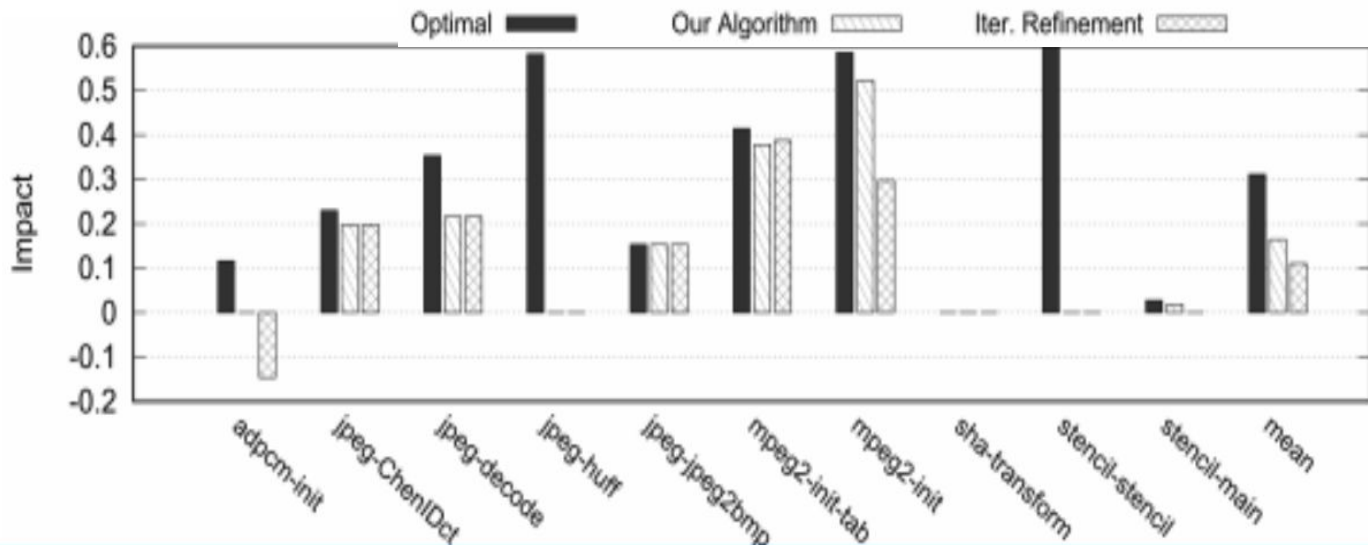 Optimal Our Algorithm Iter. Refinement
0.6
0.5
0.4
0.3
0.2
0.1
0
-0.1
-0.2
Impact
adpcm-init
jpeg-ChenIDct
jpeg-decode
jpeg-huff
jpeg-jpeg2bmp
mpeg2-init-tab
mpeg2-init
sha-transform
stencil-stencil
stencil-main
mean